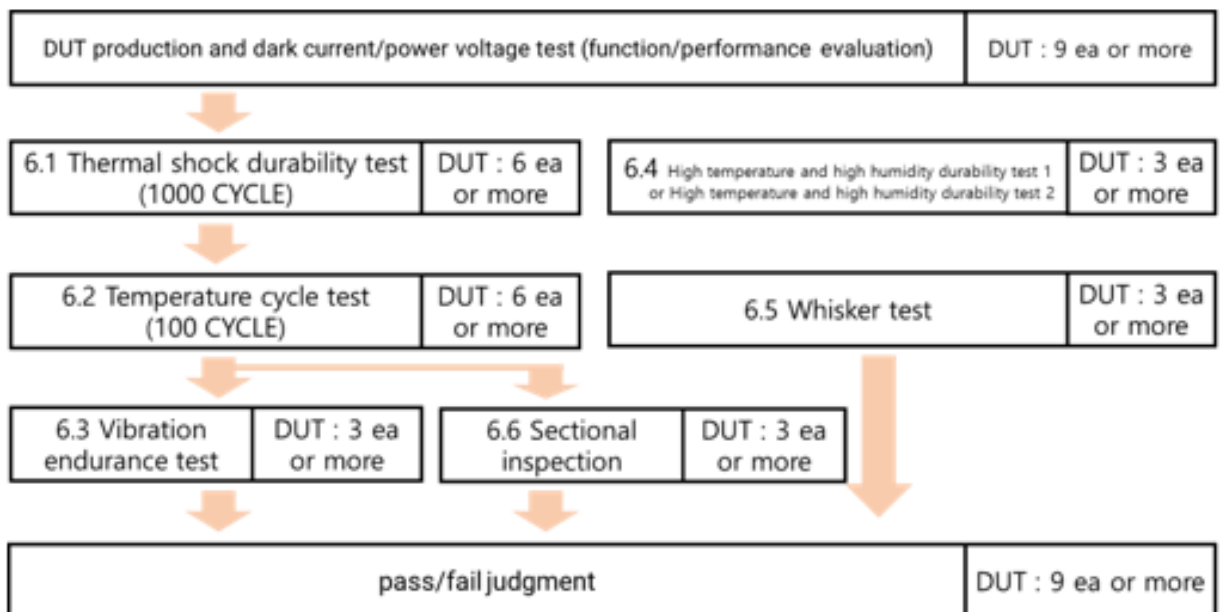 DUT production and dark current/power voltage test (function/performance evaluation)
DUT : 9 ea or more
6.1 Thermal shock durability test
(1000 CYCLE)
DUT : 6 ea
or more
6.4 High temperature and high humidity durability test 1
or High temperature and high humidity durability test 2
DUT : 3 ea
or more
6.2 Temperature cycle test
(100 CYCLE)
DUT : 6 ea
or more
6.5 Whisker test
DUT : 3 ea
or more
6.3 Vibration
endurance test
DUT : 3 ea
or more
6.6 Sectional
inspection
DUT : 3 ea
or more
pass/fail judgment
DUT : 9 ea or more